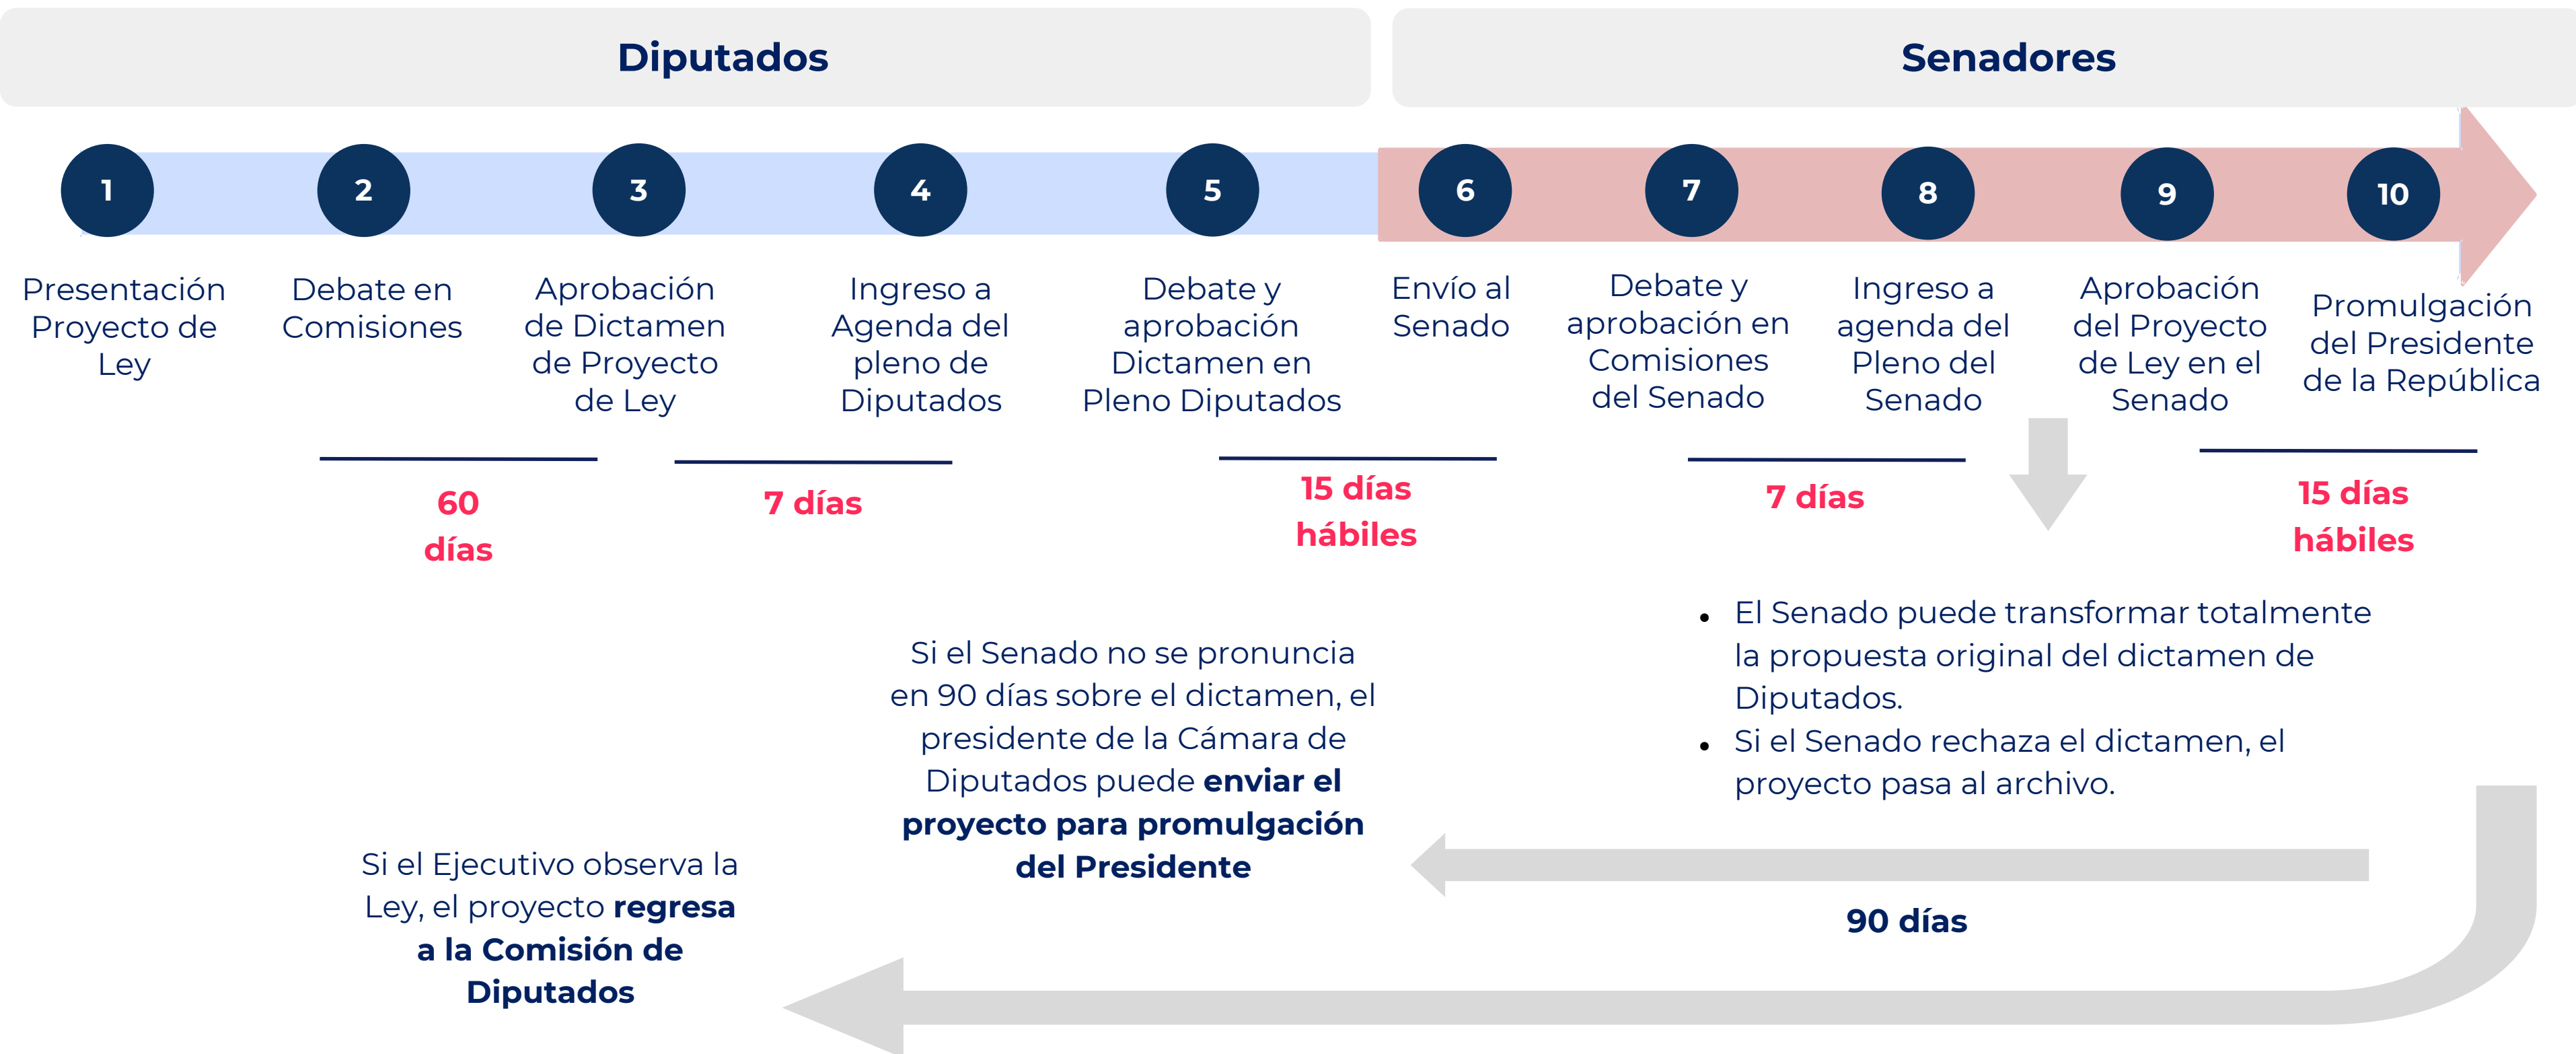 Diputados
Senadores
1
2
3
4
5
6
7
8
9
10
Presentación
Proyecto de
Ley
Debate en
Comisiones
Aprobación
de Dictamen
de Proyecto
de Ley
Ingreso a
Agenda del
pleno de
Diputados
Debate y
aprobación
Dictamen en
Pleno Diputados
Envío al
Senado
Debate y
aprobación en
Comisiones
del Senado
Ingreso a
agenda del
Pleno del
Senado
Aprobación
del Proyecto
de Ley en el
Senado
Promulgación
del Presidente
de la República
60
días
7 días
15 días
hábiles
7 días
15 días
hábiles
• El Senado puede transformar totalmente
la propuesta original del dictamen de
Diputados.
• Si el Senado rechaza el dictamen, el
proyecto pasa al archivo.
Si el Senado no se pronuncia
en 90 días sobre el dictamen, el
presidente de la Cámara de
Diputados puede enviar el
proyecto para promulgación
del Presidente
90 días
Si el Ejecutivo observa la
Ley, el proyecto regresa
a la Comisión de
Diputados